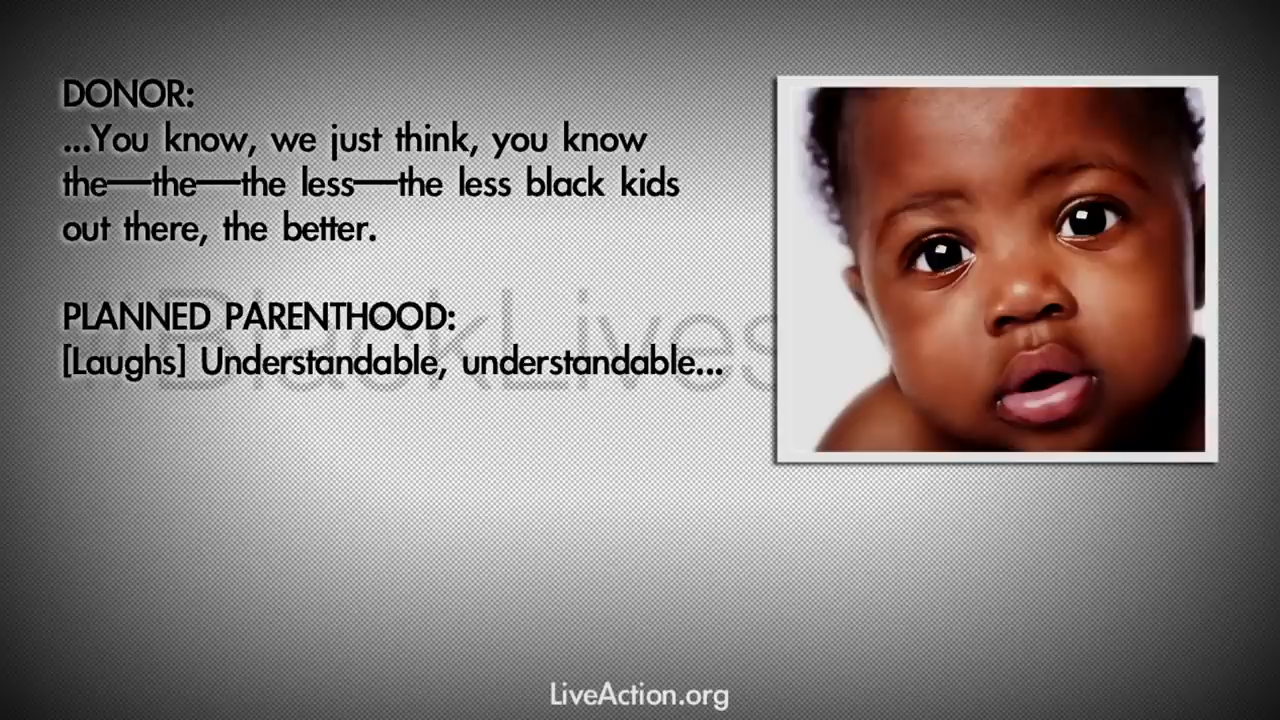 DONOR:
...You know, we just think, you know
the—the—the less—the less black kids
out there, the better.
PLANNED PARENTHOOD:
[Laughs] Understandable, understandable...
BlackLives
LiveAction.org